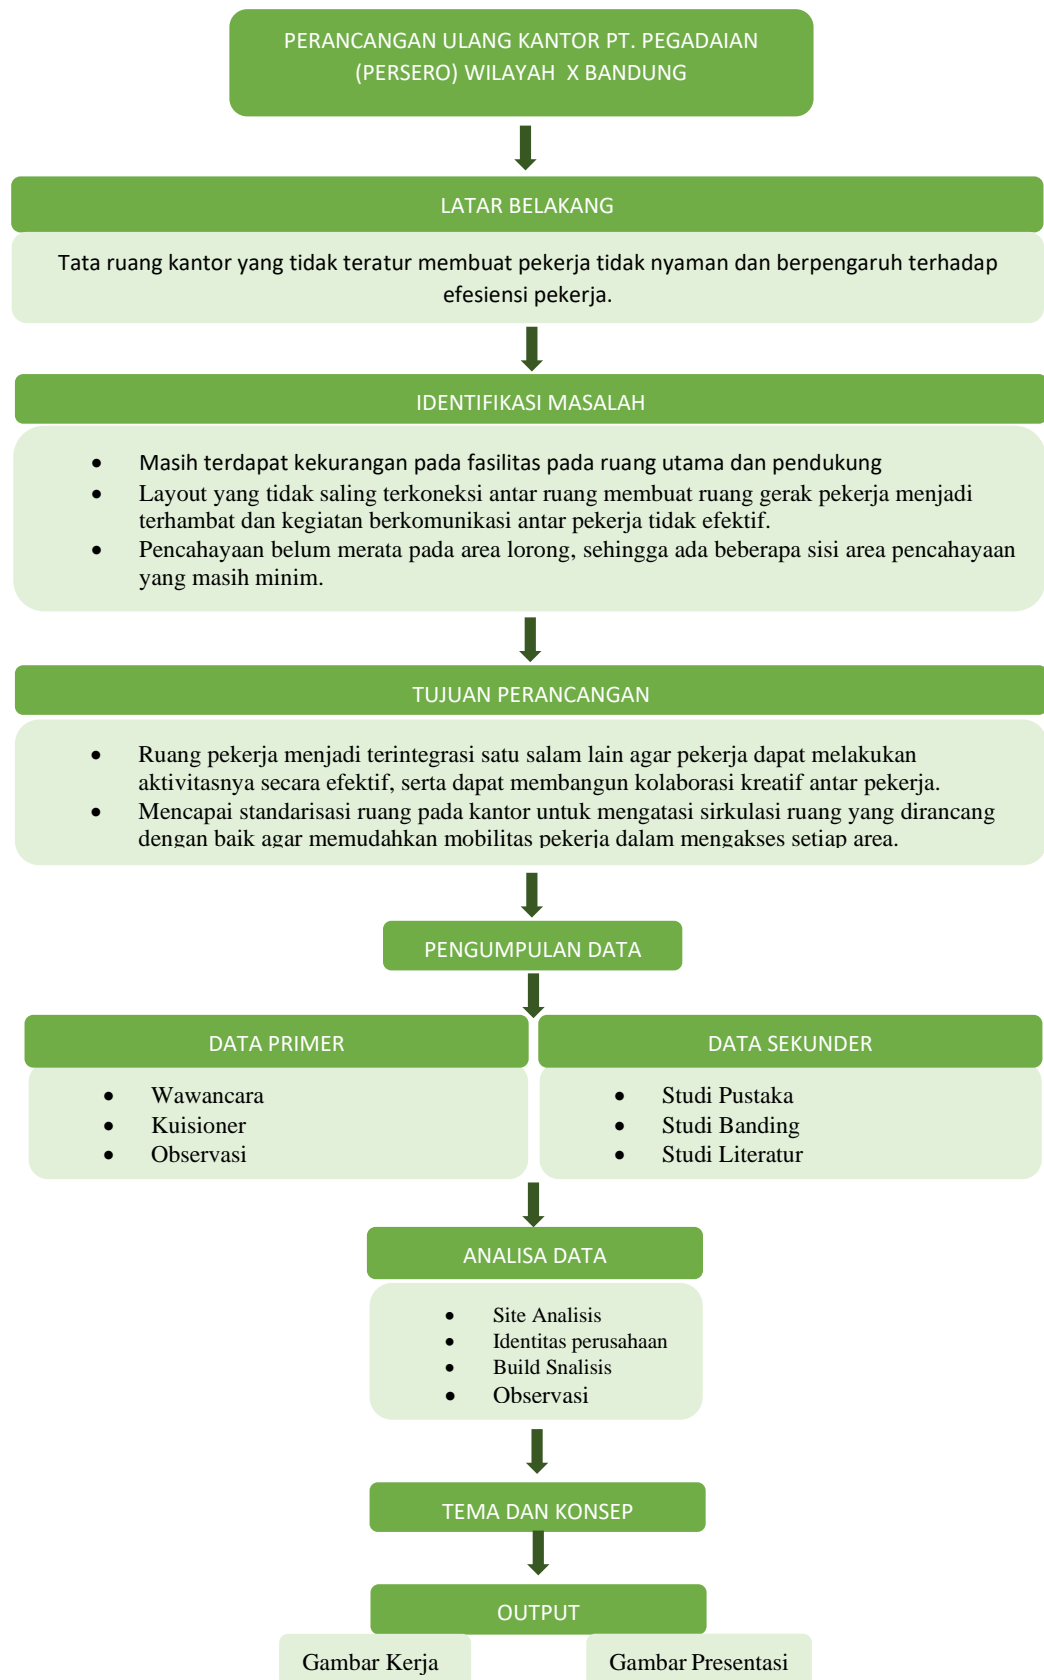 PERANCANGAN ULANG KANTOR PT. PEGADAIAN
(PERSERO) WILAYAH X BANDUNG
LATAR BELAKANG
Tata ruang kantor yang tidak teratur membuat pekerja tidak nyaman dan berpengaruh terhadap
efesiensi pekerja.
IDENTIFIKASI MASALAH
• Masih terdapat kekurangan pada fasilitas pada ruang utama dan pendukung
• Layout yang tidak saling terkoneksi antar ruang membuat ruang gerak pekerja menjadi
terhambat dan kegiatan berkomunikasi antar pekerja tidak efektif.
• Pencahayaan belum merata pada area lorong, sehingga ada beberapa sisi area pencahayaan
yang masih minim.
TUJUAN PERANCANGAN
• Ruang pekerja menjadi terintegrasi satu salam lain agar pekerja dapat melakukan
aktivitasnya secara efektif, serta dapat membangun kolaborasi kreatif antar pekerja.
• Mencapai standarisasi ruang pada kantor untuk mengatasi sirkulasi ruang yang dirancang
dengan baik agar memudahkan mobilitas pekerja dalam mengakses setiap area.
PENGUMPULAN DATA
DATA PRIMER
• Wawancara
• Kuisioner
• Observasi
DATA SEKUNDER
• Studi Pustaka
• Studi Banding
• Studi Literatur
ANALISA DATA
• Site Analisis
• Identitas perusahaan
• Build Snalisis
• Observasi
TEMA DAN KONSEP
OUTPUT
Gambar Kerja
Gambar Presentasi